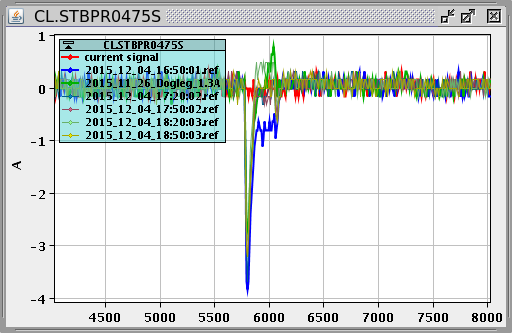 CL.STBPR0475S
CLSTBPR0475S
current signal
2015_12_04_16:50:01.ref
2015_11_26_Dogleg_1.3A
2015_12_04_17:20:02.ref
2015_12_04_17:50:02.ref
2015_12_04_18:20:03.ref
2015_12_04_18:50:03.ref
1
0
-1
-2
-3
-4
A
4500 5000 5500 6000 6500 7000 7500 8000